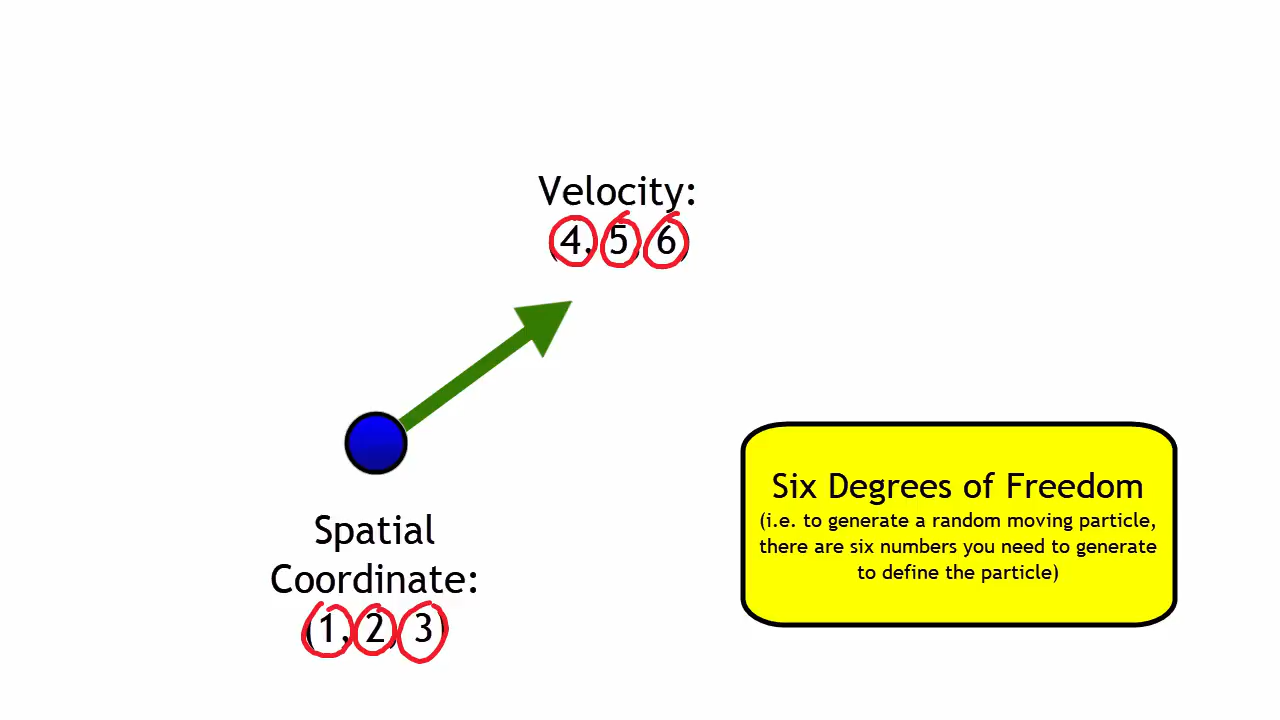 Velocity:
(4, 5, 6)
Spatial
Coordinate:
(1, 2, 3)
Six Degrees of Freedom
(i.e. to generate a random moving particle,
there are six numbers you need to generate
to define the particle)